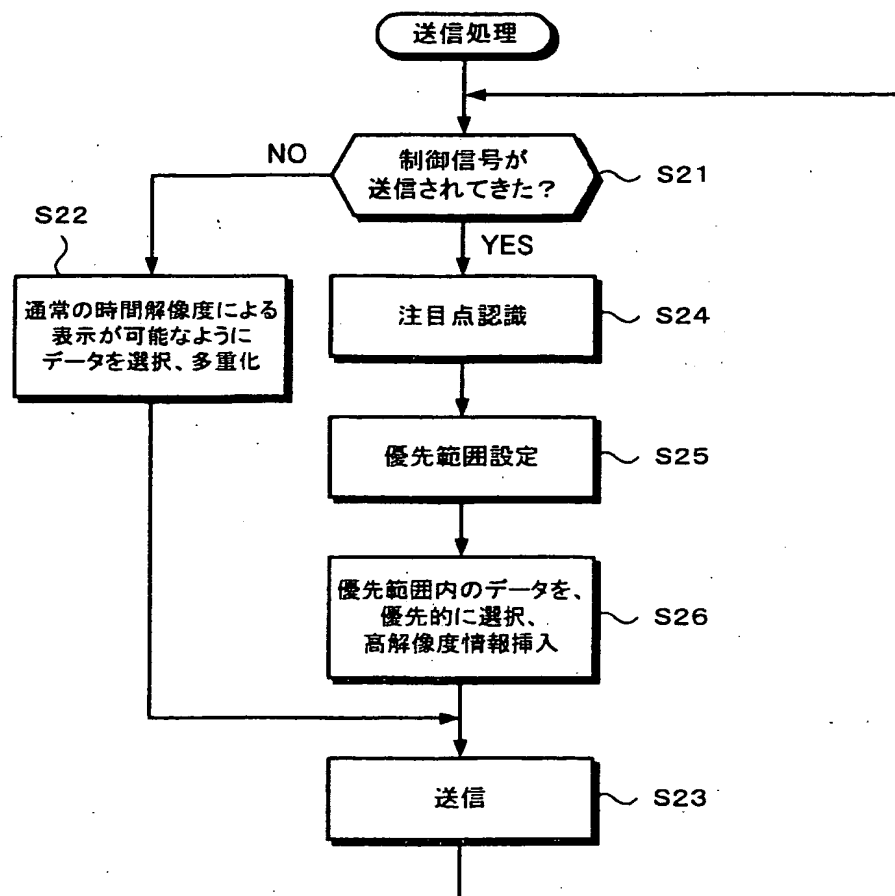 送信処理
制御信号が
送信されてきた?
S21
NO
YES
S22
通常の時間解像度による
表示が可能なように
データを選択、多重化
注目点認識
S24
優先範囲設定
S25
優先範囲内のデータを、
優先的に選択、
高解像度情報挿入
S26
送信
S23